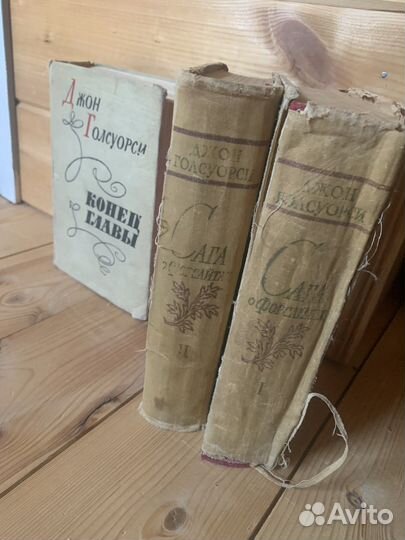 Джон
Голсуорси
КОНЕЦ
ГЛАВЫ
ДЖОН
ГОЛСУОРСИ
САГА
О ФОРСАЙТАХ
II
ДЖОН
ГОЛСУОРСИ
САГА
О ФОРСАЙТАХ
I
Avito